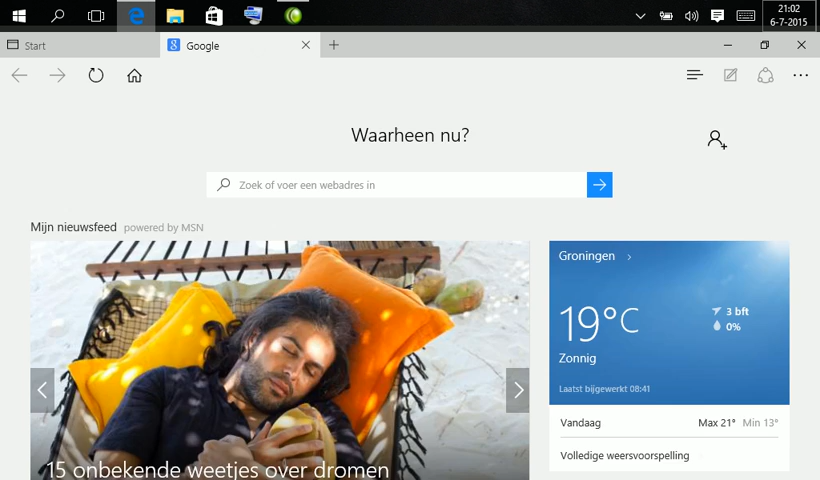 21:02
6-7-2015
Start
Google
Waarheen nu?
Zoek of voer een webadres in
Mijn nieuwsfeed powered by MSN
15 onbekende weetjes over dromen
Groningen
19°C
3 bft
0%
Zonnig
Laatst bijgewerkt 08:41
Vandaag Max 21° Min 13°
Volledige weersvoorspelling